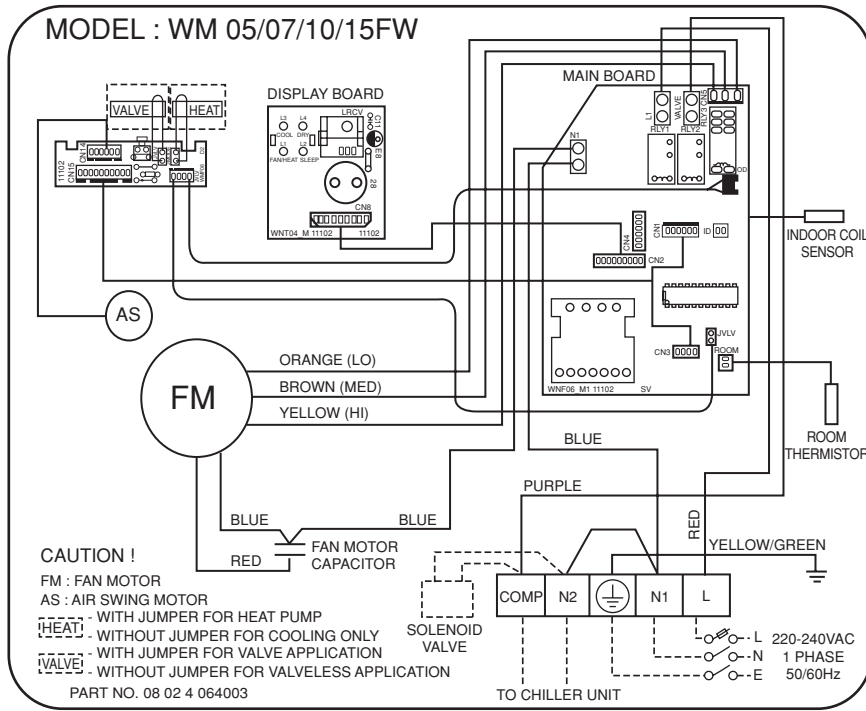 MODEL : WM 05/07/10/15FW
VALVE
HEAT
CN14
11102
CN15
DISPLAY BOARD
L3
L4
LRCV
C11
COOL
DRY
L1
L2
E8
FAN/HEAT
SLEEP
28
CN8
WNT04_M 11102
11102
MAIN BOARD
N1
L1
VALVE
RLY3
CN5
RLY1
RLY2
OD
CN4
CN1
ID
CN2
JVLV
CN3
ROOM
WNF06_M1 11102
SV
INDOOR COIL
SENSOR
ROOM
THERMISTOR
AS
FM
ORANGE (LO)
BROWN (MED)
YELLOW (HI)
BLUE
PURPLE
RED
YELLOW/GREEN
BLUE
BLUE
RED
FAN MOTOR
CAPACITOR
SOLENOID
VALVE
COMP
N2
N1
L
L
N
E
220-240VAC
1 PHASE
50/60Hz
TO CHILLER UNIT
CAUTION !
FM : FAN MOTOR
AS : AIR SWING MOTOR
HEAT - WITH JUMPER FOR HEAT PUMP
- WITHOUT JUMPER FOR COOLING ONLY
VALVE - WITH JUMPER FOR VALVE APPLICATION
- WITHOUT JUMPER FOR VALVELESS APPLICATION
PART NO. 08 02 4 064003